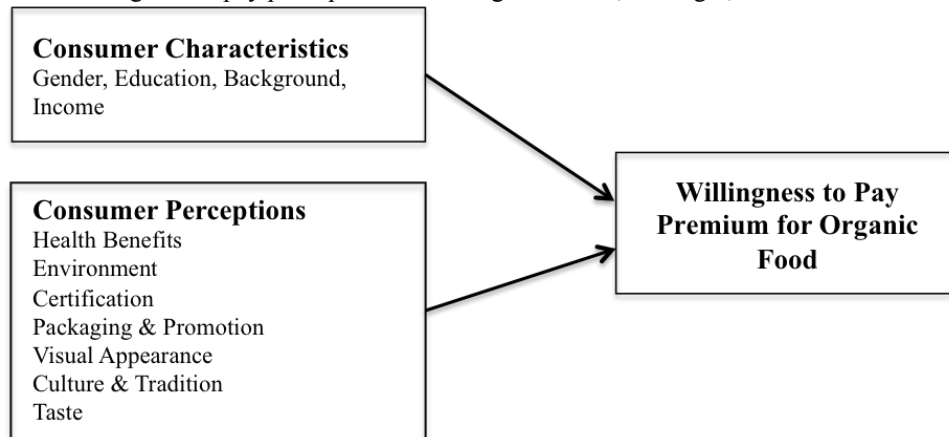 Consumer Characteristics
Gender, Education, Background,
Income
Consumer Perceptions
Health Benefits
Environment
Certification
Packaging & Promotion
Visual Appearance
Culture & Tradition
Taste
Willingness to Pay
Premium for Organic
Food